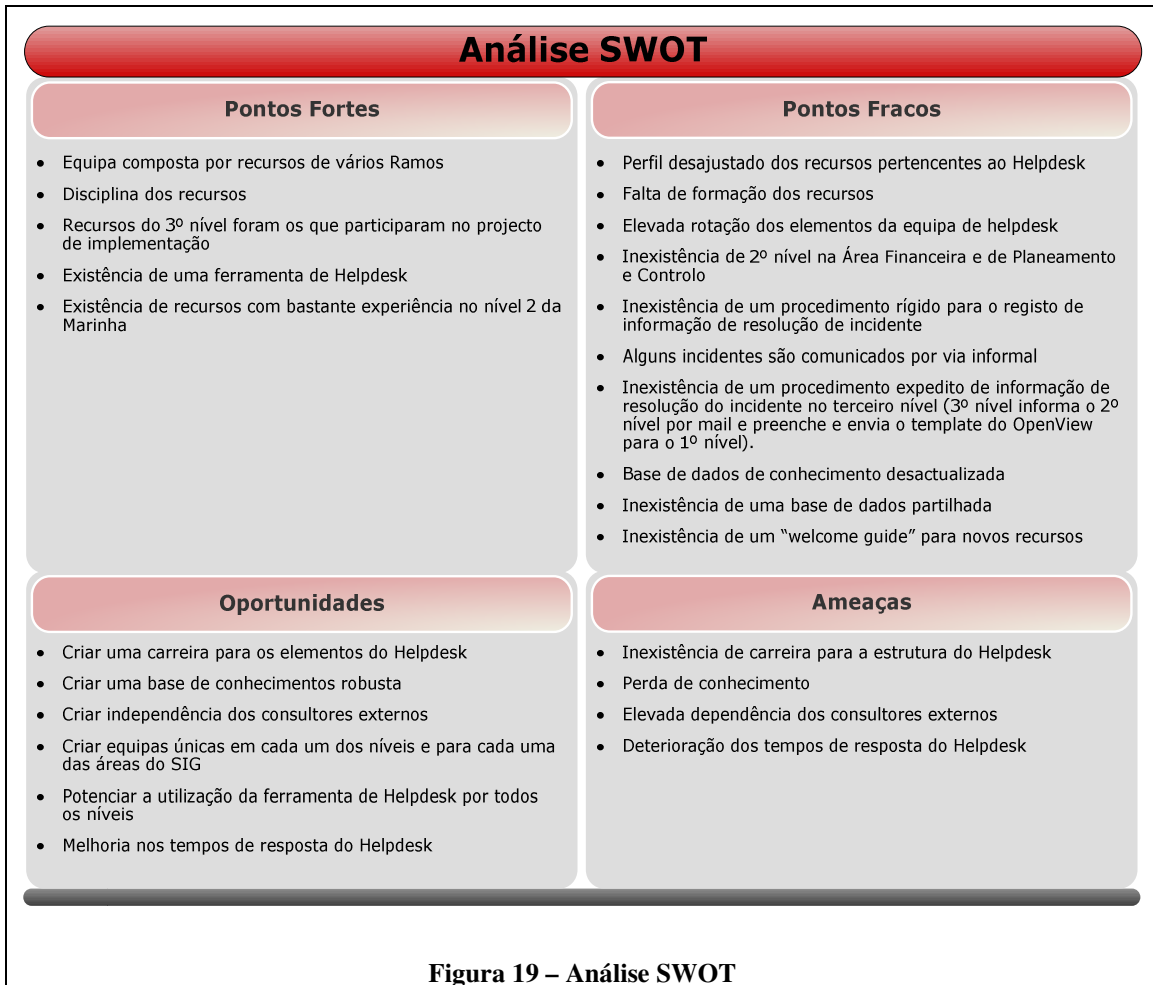 Análise SWOT
Pontos Fortes
• Equipa composta por recursos de vários Ramos
• Disciplina dos recursos
• Recursos do 3º nível foram os que participaram no projecto
de implementação
• Existência de uma ferramenta de Helpdesk
• Existência de recursos com bastante experiência no nível 2 da
Marinha
Pontos Fracos
• Perfil desajustado dos recursos pertencentes ao Helpdesk
• Falta de formação dos recursos
• Elevada rotação dos elementos da equipa de helpdesk
• Inexistência de 2º nível na Área Financeira e de Planeamento
e Controlo
• Inexistência de um procedimento rígido para o registo de
informação de resolução de incidente
• Alguns incidentes são comunicados por via informal
• Inexistência de um procedimento expedito de informação de
resolução do incidente no terceiro nível (3º nível informa o 2º
nível por mail e preenche e envia o template do OpenView
para o 1º nível).
• Base de dados de conhecimento desactualizada
• Inexistência de uma base de dados partilhada
• Inexistência de um “welcome guide” para novos recursos
Oportunidades
• Criar uma carreira para os elementos do Helpdesk
• Criar uma base de conhecimentos robusta
• Criar independência dos consultores externos
• Criar equipas únicas em cada um dos níveis e para cada uma
das áreas do SIG
• Potenciar a utilização da ferramenta de Helpdesk por todos
os níveis
• Melhoria nos tempos de resposta do Helpdesk
Ameaças
• Inexistência de carreira para a estrutura do Helpdesk
• Perda de conhecimento
• Elevada dependência dos consultores externos
• Deterioração dos tempos de resposta do Helpdesk
Figura 19 – Análise SWOT